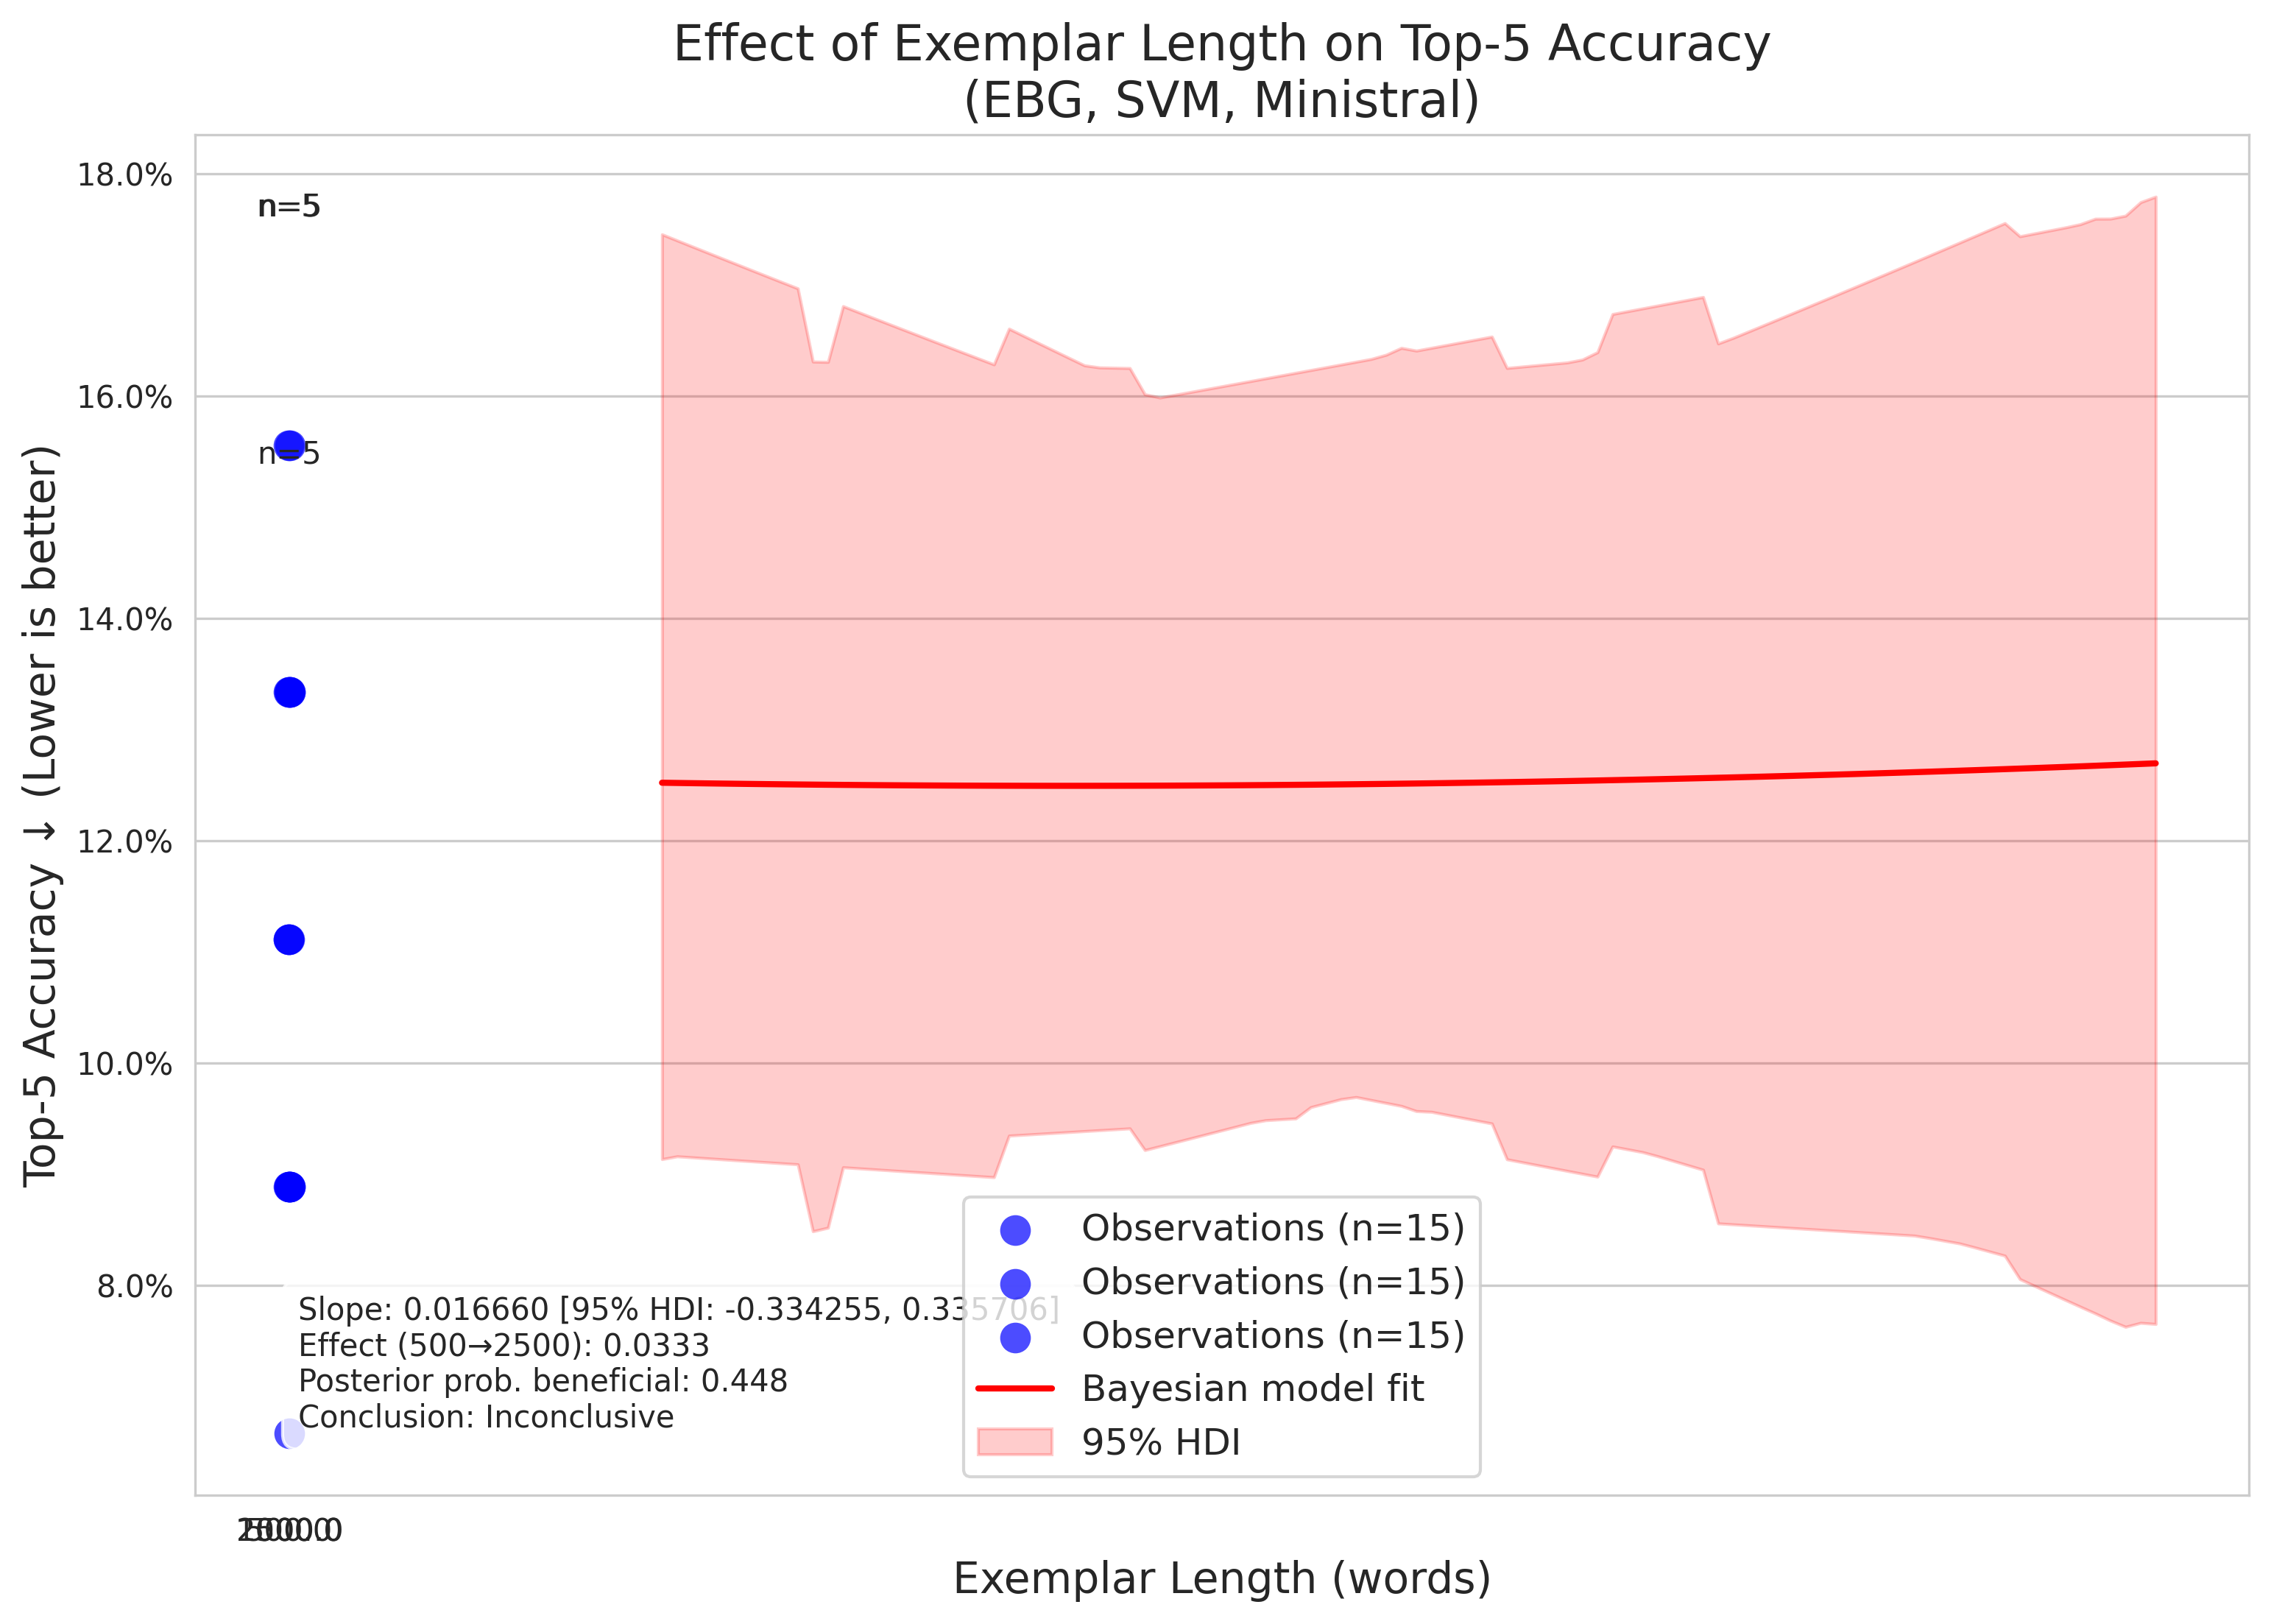 Effect of Exemplar Length on Top-5 Accuracy
(EBG, SVM, Ministral)
Top-5 Accuracy ↓ (Lower is better)
18.0%
16.0%
14.0%
12.0%
10.0%
8.0%
n=5
n=5
Slope: 0.016660 [95% HDI: -0.334255, 0.335706]
Effect (500→2500): 0.0333
Posterior prob. beneficial: 0.448
Conclusion: Inconclusive
Observations (n=15)
Observations (n=15)
Observations (n=15)
Bayesian model fit
95% HDI
Exemplar Length (words)